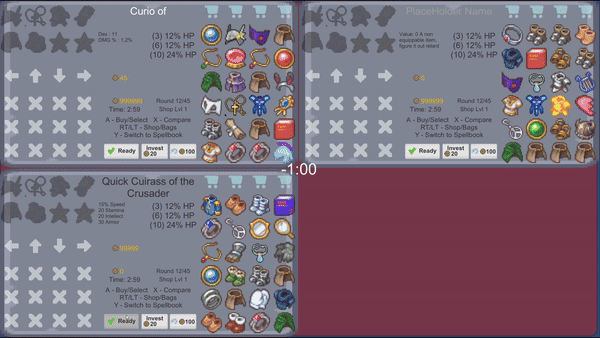 Curio of
Dex : 11
DMG % : 1.2%
(3) 12% HP
(6) 12% HP
(10) 24% HP
45
999999
Round 12/45
Time: 2:59
Shop Lvl 1
A - Buy/Select X - Compare
RT/LT - Shop/Bags
Y - Switch to Spellbook
Ready
Invest
20
100
PlaceHolder Name
Value: 0 A non
equippable item,
figure it out retard
(3) 12% HP
(6) 12% HP
(10) 24% HP
0
999999
Round 12/45
Time: 2:59
Shop Lvl 1
A - Buy/Select X - Compare
RT/LT - Shop/Bags
Y - Switch to Spellbook
Ready
Invest
20
100
-1:00
Quick Cuirass of the
Crusader
10% Speed
20 Stamina
20 Intellect
30 Armor
(3) 12% HP
(6) 12% HP
(10) 24% HP
99999
0
Round 12/45
Time: 2:59
Shop Lvl 1
A - Buy/Select X - Compare
RT/LT - Shop/Bags
Y - Switch to Spellbook
Ready
Invest
20
100